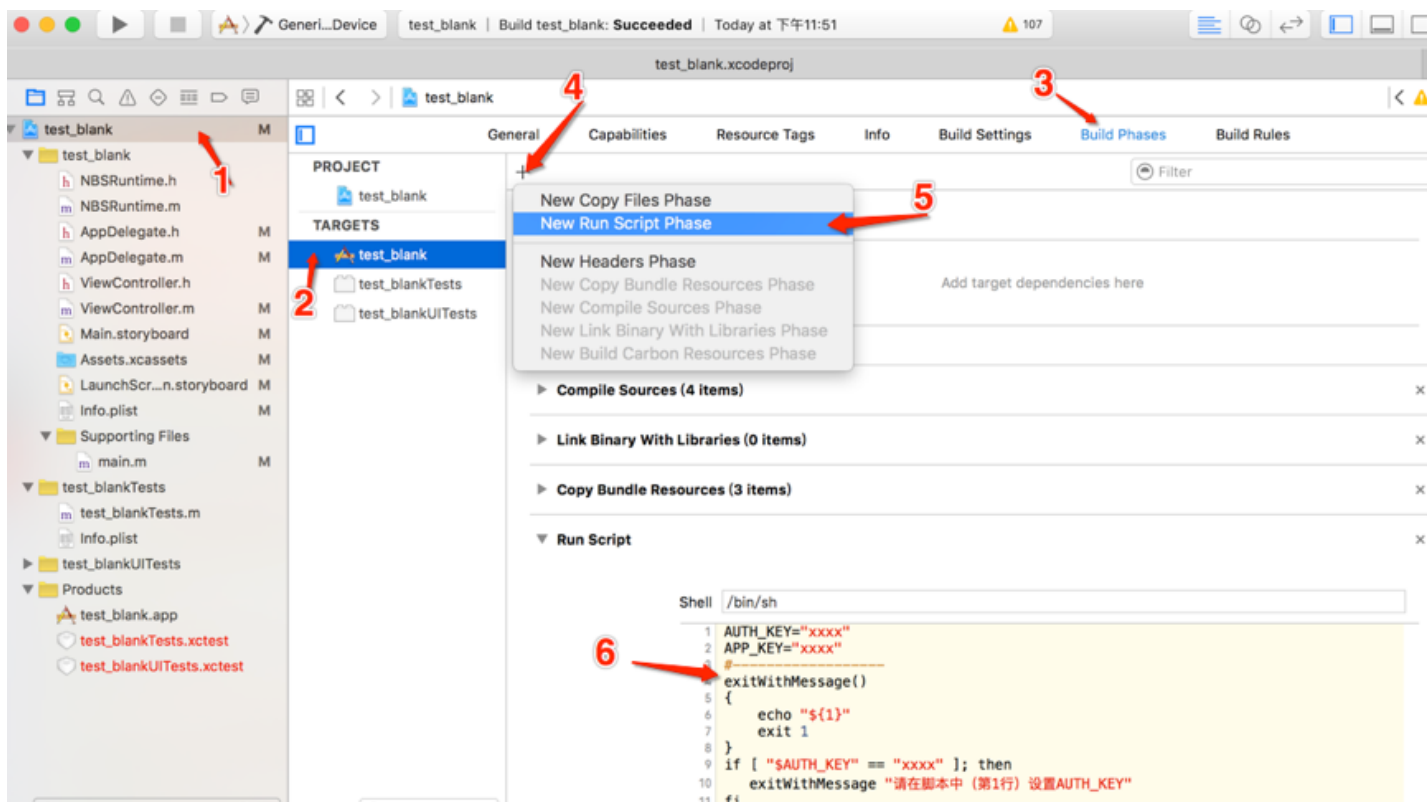 Generi...Device
test_blank | Build test_blank: Succeeded | Today at 下午11:51
107
test_blank.xcodeproj
4
3
test_blank
test_blank M
1
General Capabilities Resource Tags Info Build Settings Build Phases Build Rules
test_blank
NBSRuntime.h
NBSRuntime.m
AppDelegate.h M
AppDelegate.m M
ViewController.h
ViewController.m M
Main.storyboard M
Assets.xcassets M
LaunchScr...n.storyboard M
Info.plist M
Supporting Files
main.m M
test_blankTests
test_blankTests.m
Info.plist
test_blankUITests
Products
test_blank.app
test_blankTests.xctest
test_blankUITests.xctest
PROJECT
test_blank
TARGETS
test_blank
2
test_blankTests
test_blankUITests
+
Filter
New Copy Files Phase
New Run Script Phase
5
New Headers Phase
New Copy Bundle Resources Phase
New Compile Sources Phase
New Link Binary With Libraries Phase
New Build Carbon Resources Phase
Add target dependencies here
Compile Sources (4 items)
Link Binary With Libraries (0 items)
Copy Bundle Resources (3 items)
Run Script
Shell /bin/sh
6
1 AUTH_KEY="xxxx"
2 APP_KEY="xxxx"
3 #------------------
exitWithMessage()
5 {
6 echo "${1}"
7 exit 1
8 }
9 if [ "$AUTH_KEY" == "xxxx" ]; then
10 exitWithMessage "请在脚本中（第1行）设置AUTH_KEY"
11 fi